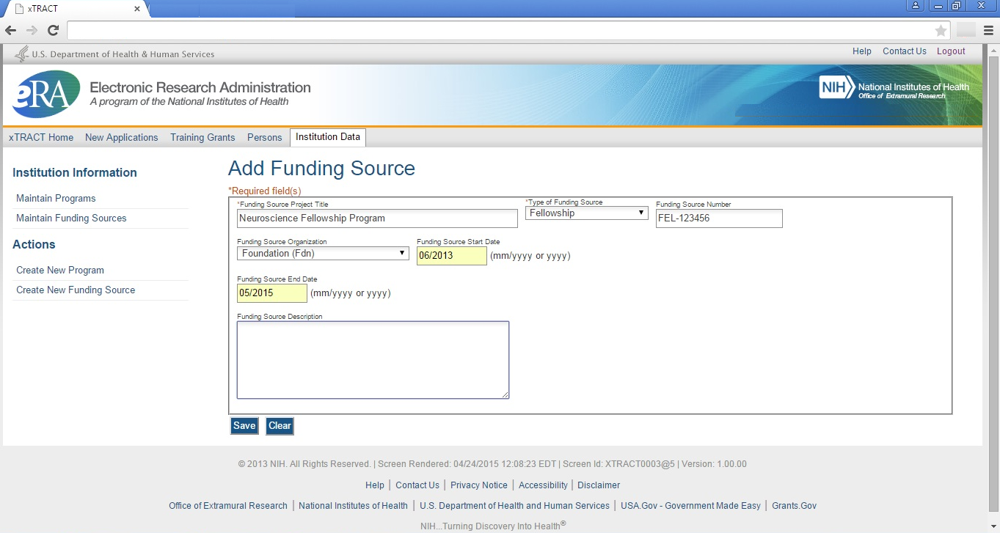 xTRACT
U.S. Department of Health & Human Services
Help Contact Us Logout
eRA
Electronic Research Administration
A program of the National Institutes of Health
NIH
National Institutes of Health
Office of Extramural Research
xTRACT Home New Applications Training Grants Persons Institution Data
Institution Information
Maintain Programs
Maintain Funding Sources
Actions
Create New Program
Create New Funding Source
Add Funding Source
*Required field(s)
*Funding Source Project Title
Neuroscience Fellowship Program
*Type of Funding Source
Fellowship
Funding Source Number
FEL-123456
Funding Source Organization
Foundation (Fdn)
Funding Source Start Date
06/2013 (mm/yyyy or yyyy)
Funding Source End Date
05/2015 (mm/yyyy or yyyy)
Funding Source Description
Save Clear
© 2013 NIH. All Rights Reserved. | Screen Rendered: 04/24/2015 12:08:23 EDT | Screen Id: XTRACT0003@5 | Version: 1.00.00
Help | Contact Us | Privacy Notice | Accessibility | Disclaimer
Office of Extramural Research | National Institutes of Health | U.S. Department of Health and Human Services | USA.Gov - Government Made Easy | Grants.Gov
NIH...Turning Discovery Into Health®